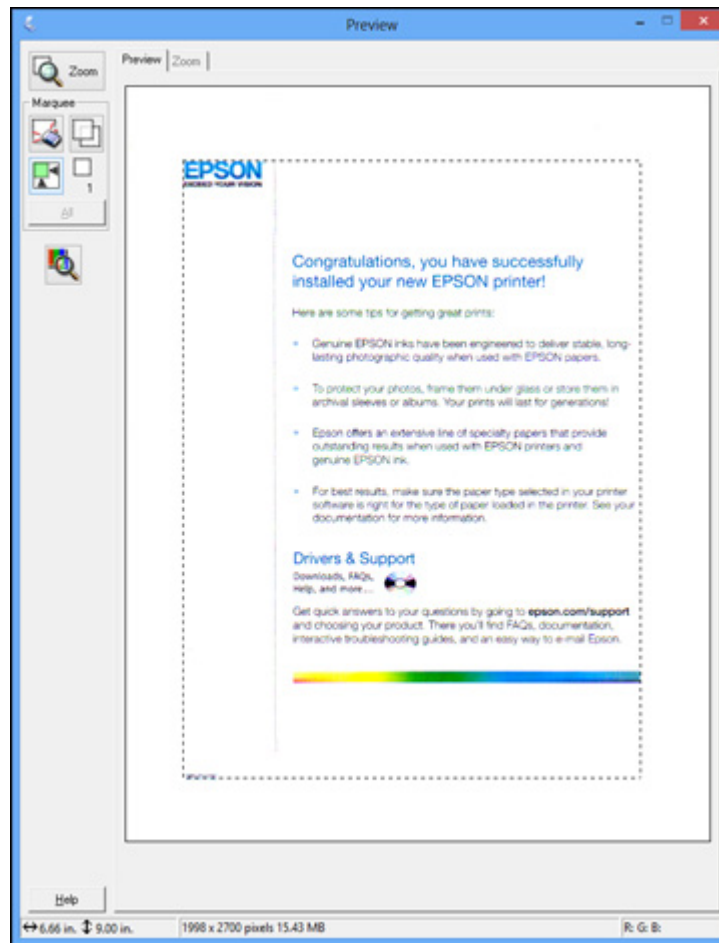 Preview
Zoom
Preview
Zoom
Marquee
1
All
EPSON
EXCEED YOUR VISION
Congratulations, you have successfully
installed your new EPSON printer!
Here are some tips for getting great prints:
Genuine EPSON inks have been engineered to deliver stable, long-
lasting photographic quality when used with EPSON papers.
To protect your photos, frame them under glass or store them in
archival sleeves or albums. Your prints will last for generations!
Epson offers an extensive line of specialty papers that provide
outstanding results when used with EPSON printers and
genuine EPSON ink.
For best results, make sure the paper type selected in your printer
software is right for the type of paper loaded in the printer. See your
documentation for more information.
Drivers & Support
Downloads, FAQs,
Help, and more...
Get quick answers to your questions by going to epson.com/support
and choosing your product. There you'll find FAQs, documentation,
interactive troubleshooting guides, and an easy way to e-mail Epson.
Help
6.66 in. 9.00 in. 1998 x 2700 pixels 15.43 MB R: G: B: